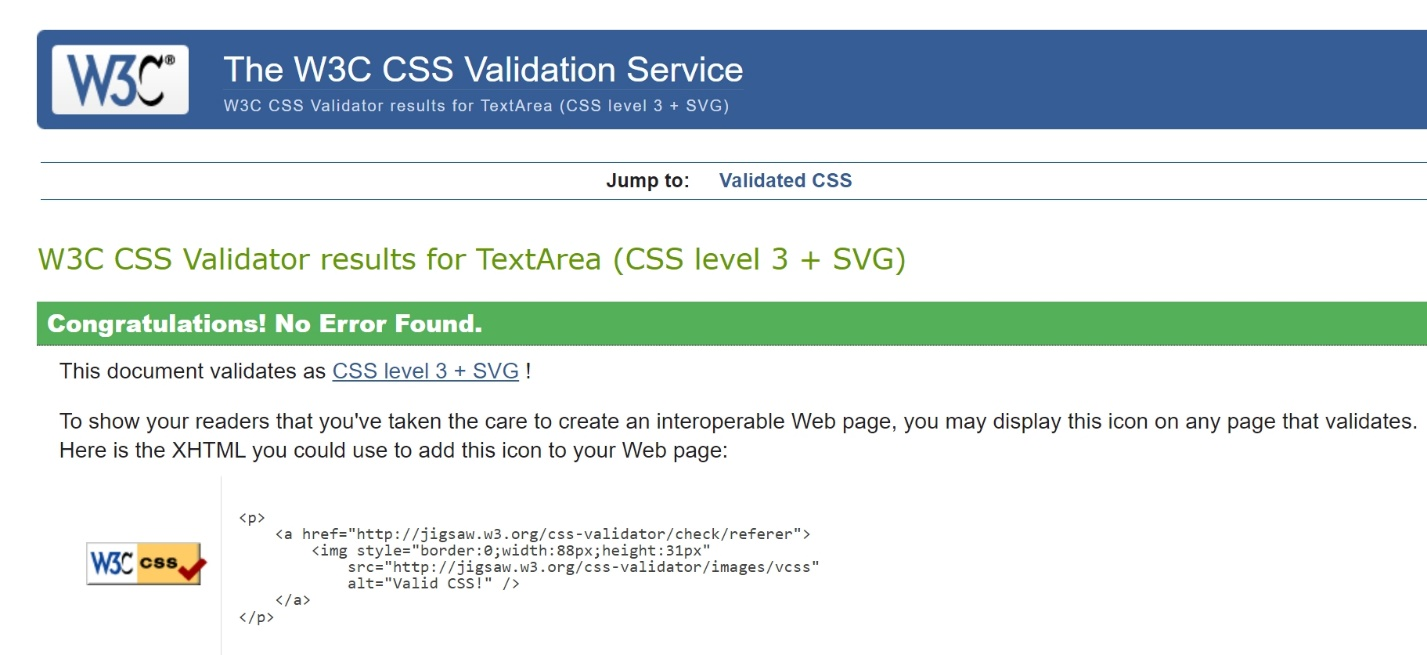 W3C®
The W3C CSS Validation Service
W3C CSS Validator results for TextArea (CSS level 3 + SVG)
Jump to: Validated CSS
W3C CSS Validator results for TextArea (CSS level 3 + SVG)
Congratulations! No Error Found.
This document validates as CSS level 3 + SVG !
To show your readers that you've taken the care to create an interoperable Web page, you may display this icon on any page that validates.
Here is the XHTML you could use to add this icon to your Web page:
W3C css
<p>
    <a href="http://jigsaw.w3.org/css-validator/check/referer">
        <img style="border:0;width:88px;height:31px"
            src="http://jigsaw.w3.org/css-validator/images/vcss"
            alt="Valid CSS!" />
    </a>
</p>